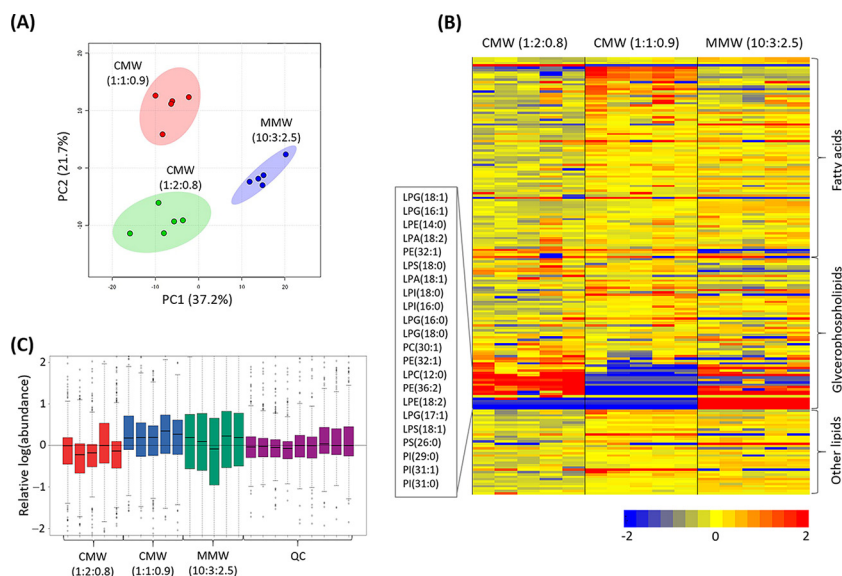 (A)
20
10
0
-10
PC2 (21.7%)
CMW
(1:1:0.9)
MMW
(10:3:2.5)
CMW
(1:2:0.8)
-20
-10
0
10
20
PC1 (37.2%)
(B)
CMW (1:2:0.8)
CMW (1:1:0.9)
MMW (10:3:2.5)
Fatty acids
Glycerophospholipids
Other lipids
LPG(18:1)
LPG(16:1)
LPE(14:0)
LPA(18:2)
PE(32:1)
LPS(18:0)
LPA(18:1)
LPI(18:0)
LPI(16:0)
LPG(16:0)
LPG(18:0)
PC(30:1)
PE(32:1)
LPC(12:0)
PE(36:2)
LPE(18:2)
LPG(17:1)
LPS(18:1)
PS(26:0)
PI(29:0)
PI(31:1)
PI(31:0)
-2
0
2
(C)
Relative log(abundance)
2
1
0
-1
-2
CMW
(1:2:0.8)
CMW
(1:1:0.9)
MMW
(10:3:2.5)
QC